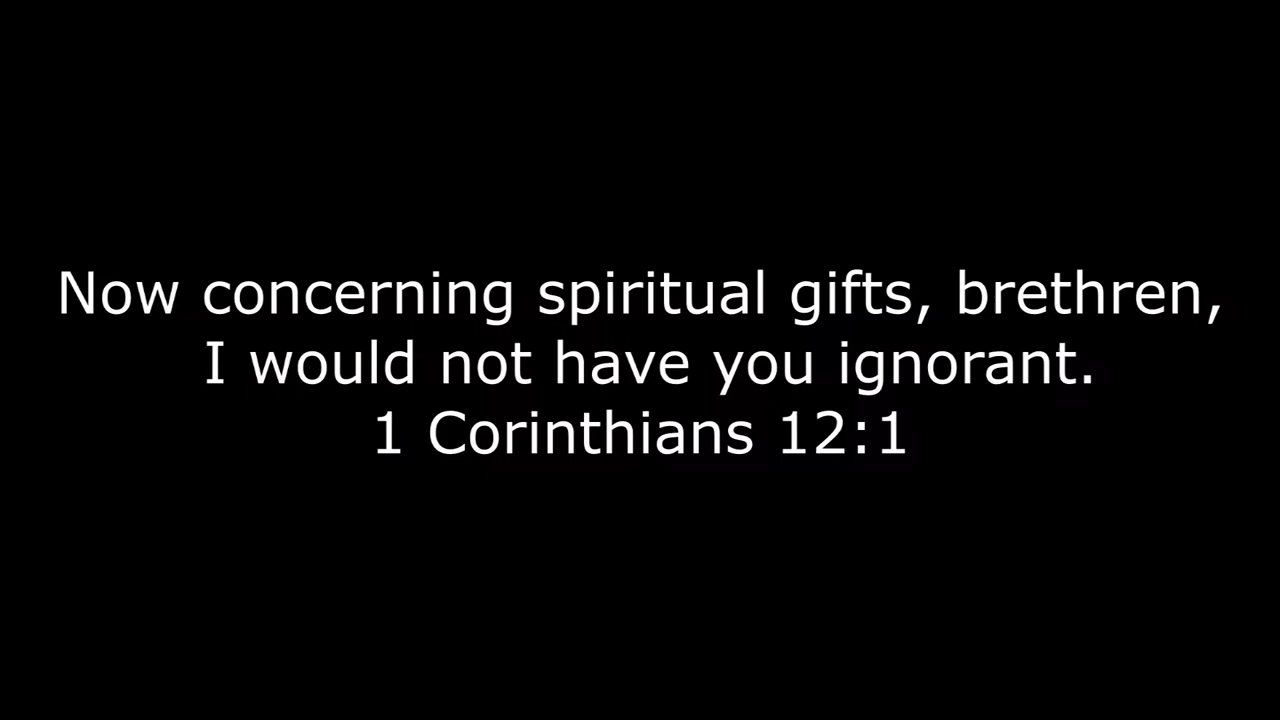 Now concerning spiritual gifts, brethren,
I would not have you ignorant.
1 Corinthians 12:1